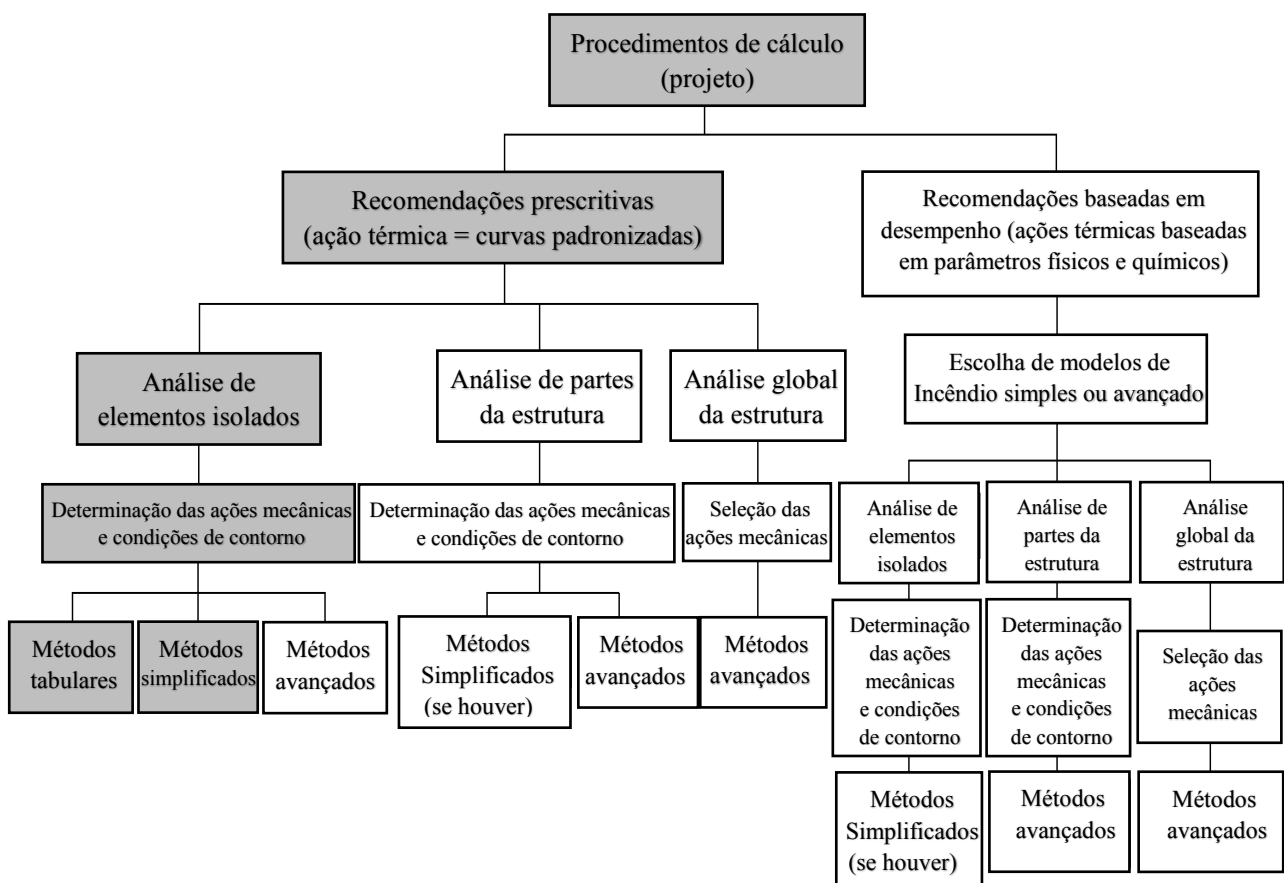 Procedimentos de cálculo
(projeto)
Recomendações prescritivas
(ação térmica = curvas padronizadas)
Recomendações baseadas em
desempenho (ações térmicas baseadas
em parâmetros físicos e químicos)
Análise de
elementos isolados
Análise de partes
da estrutura
Análise global
da estrutura
Escolha de modelos de
Incêndio simples ou avançado
Determinação das ações mecânicas
e condições de contorno
Determinação das ações mecânicas
e condições de contorno
Seleção das
ações mecânicas
Análise de
elementos
isolados
Análise de
partes da
estrutura
Análise
global da
estrutura
Métodos
tabulares
Métodos
simplificados
Métodos
avançados
Métodos
Simplificados
(se houver)
Métodos
avançados
Métodos
avançados
Determinação
das ações
mecânicas
e condições
de contorno
Determinação
das ações
mecânicas
e condições
de contorno
Seleção das
ações
mecânicas
Métodos
Simplificados
(se houver)
Métodos
avançados
Métodos
avançados